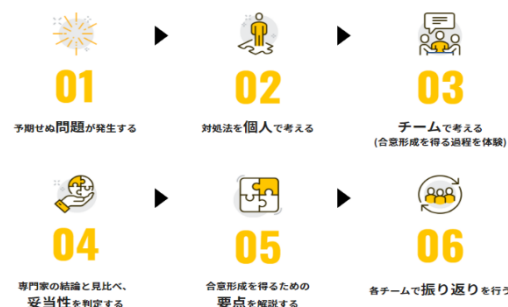 01
02
03
予期せぬ問題が発生する
対処法を個人で考える
チームで考える
(合意形成を得る過程を体験)
04
05
06
専門家の結論と見比べ、
妥当性を判定する
合意形成を得るための
要点を解説する
各チームで振り返りを行う